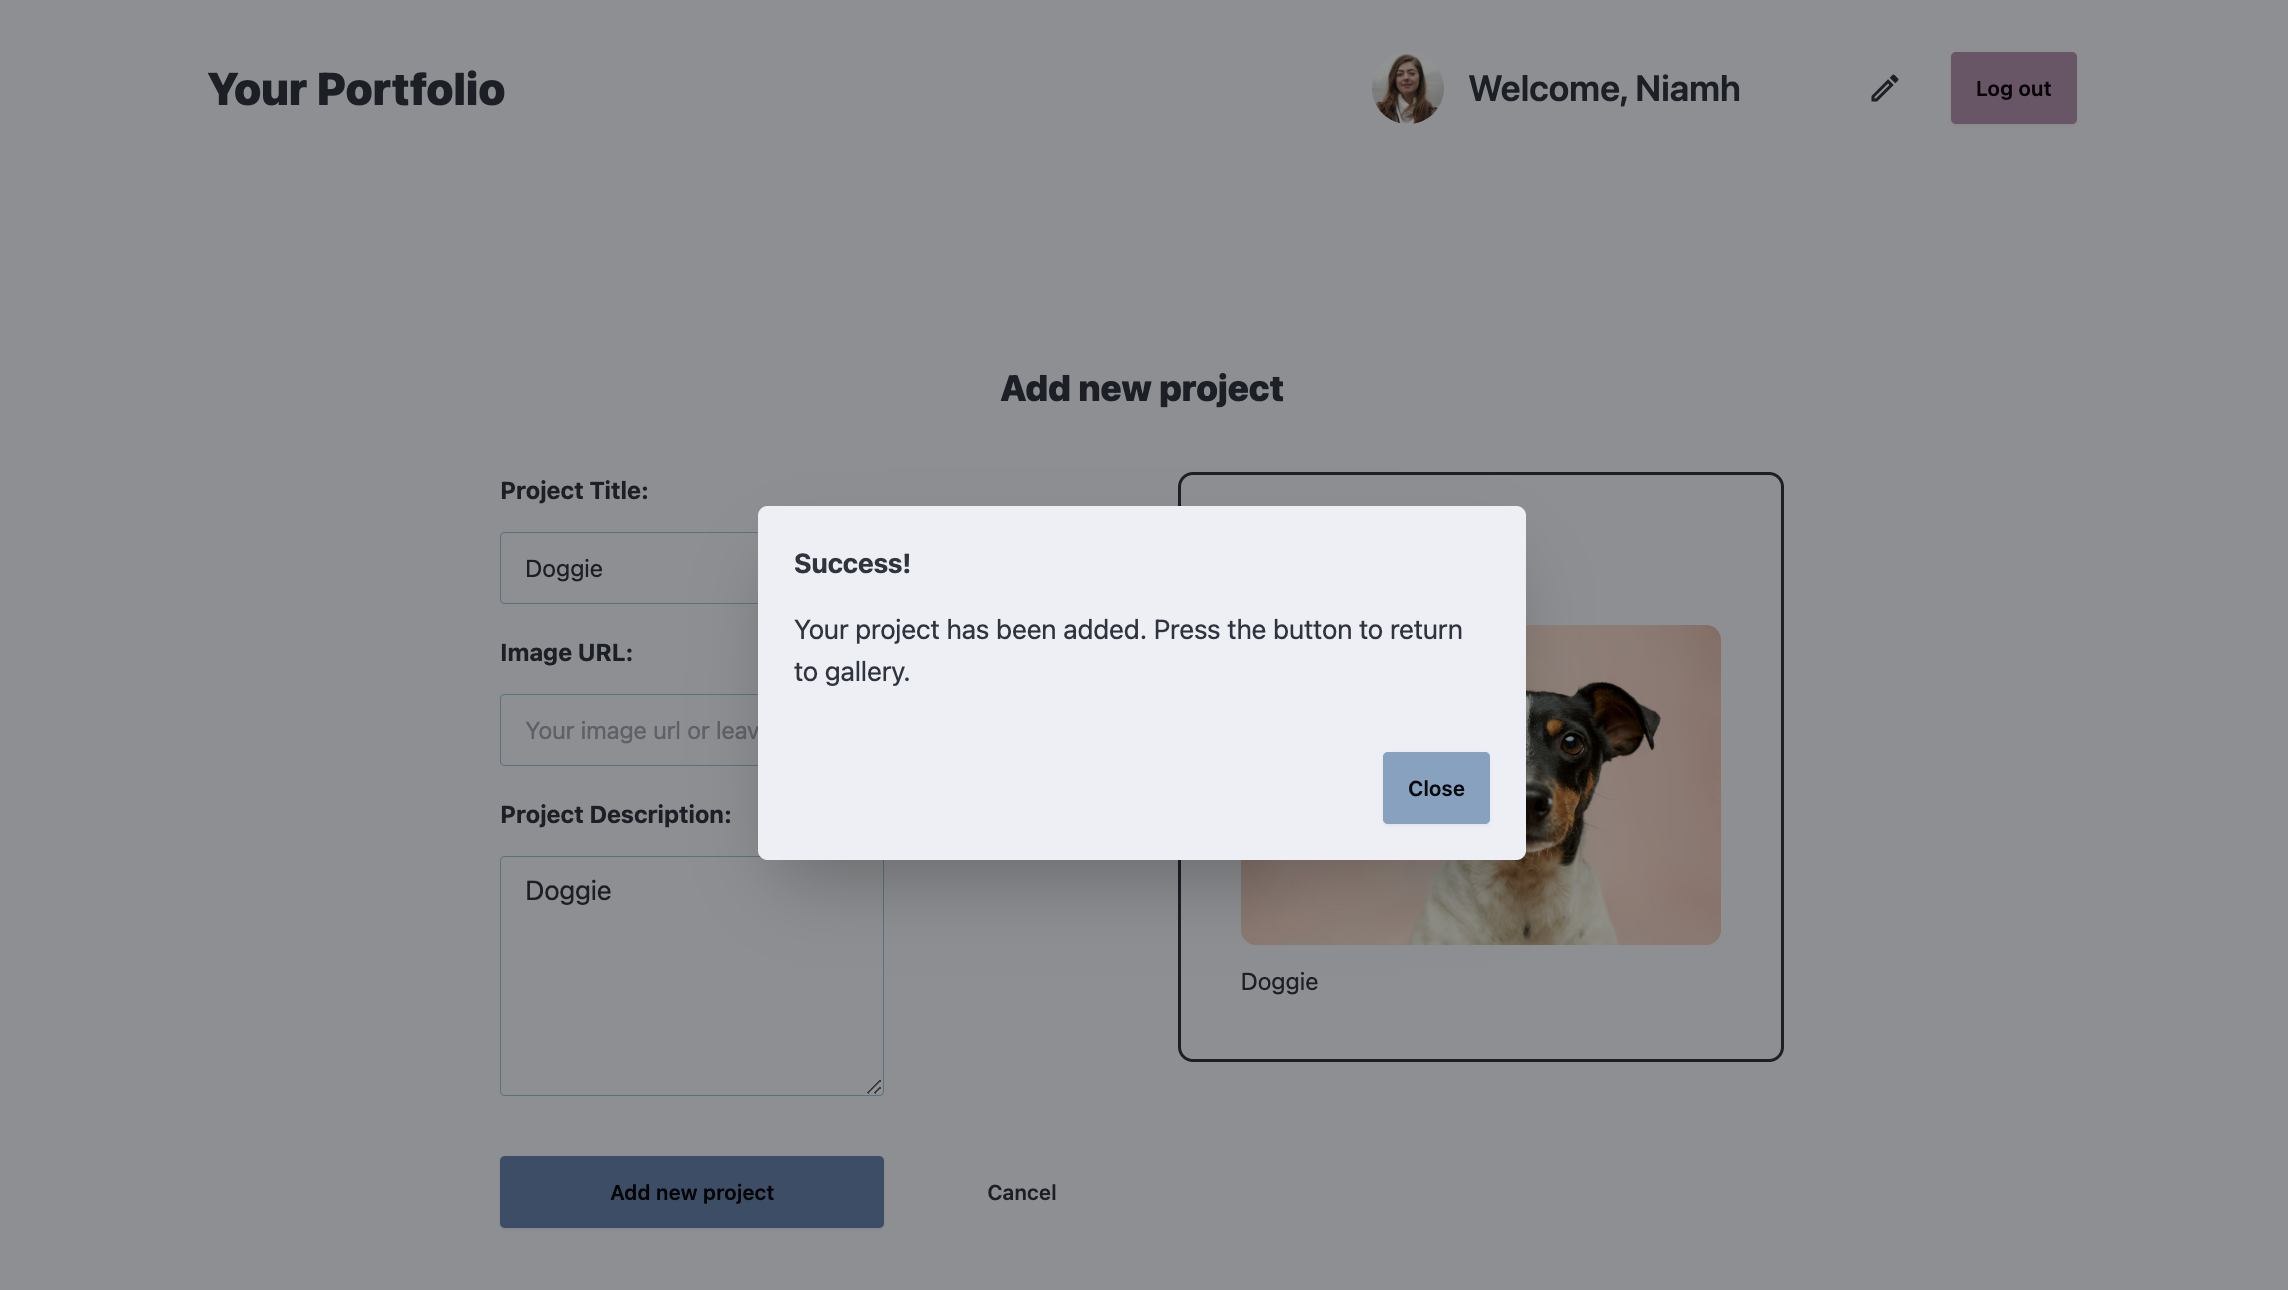 Your Portfolio
Welcome, Niamh
Log out
Add new project
Project Title:
Doggie
Image URL:
Your image url or leav
Project Description:
Doggie
Success!
Your project has been added. Press the button to return
to gallery.
Close
Doggie
Add new project
Cancel